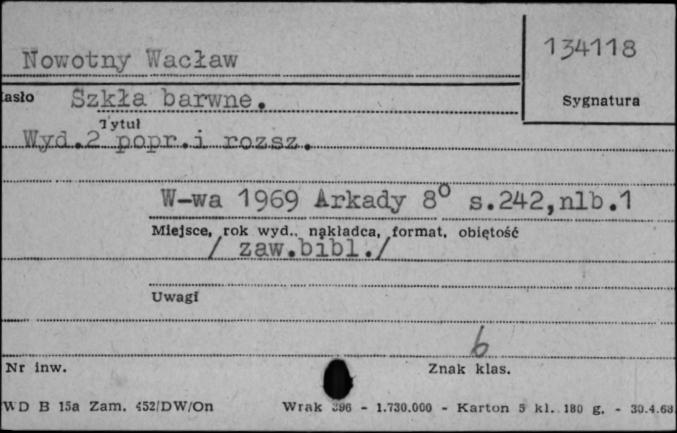 134118
Nowotny Wacław
Sygnatura
asło Szkła barwne.
Tytuł
Wyd.2 popr.i rozsz.
W-wa 1969 Arkady 8° s.242,nlb.1
Miejsce, rok wyd., nakładca, format, objętość
/ zaw.bibl./
Uwagi
6
Nr inw.
Znak klas.
WD B 15a Zam. 452/DW/On Wrak 396 - 1.730.000 - Karton 5 kl. 180 g. - 30.4.68